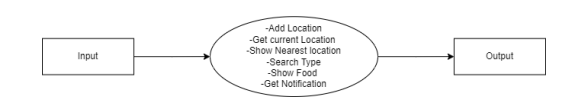 Input
-Add Location
-Get current Location
-Show Nearest location
-Search Type
-Show Food
-Get Notification
Output